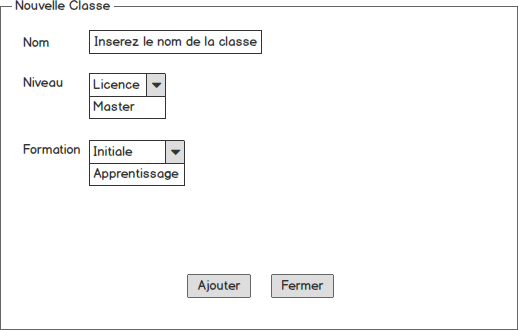 Nouvelle Classe
Nom Inserez le nom de la classe
Niveau Licence
Master
Formation Initiale
Apprentissage
Ajouter Fermer